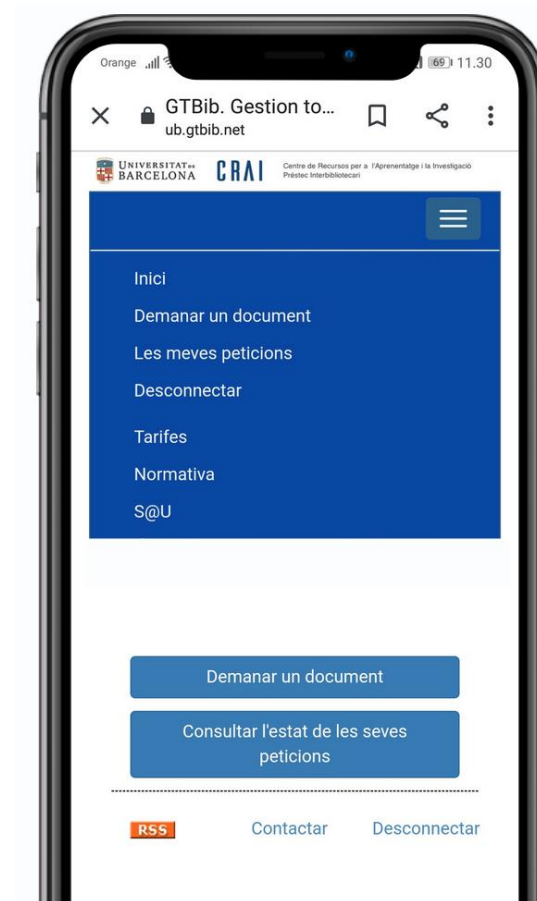 Orange
69 11.30
GTBib. Gestion to...
ub.gtbib.net
UNIVERSITAT DE
BARCELONA
CRAI
Centre de Recursos per a l'Aprenentatge i la Investigació
Préstec Interbibliotecari
Inici
Demanar un document
Les meves peticions
Desconnectar
Tarifes
Normativa
S@U
Demanar un document
Consultar l'estat de les seves
peticions
RSS Contactar Desconnectar